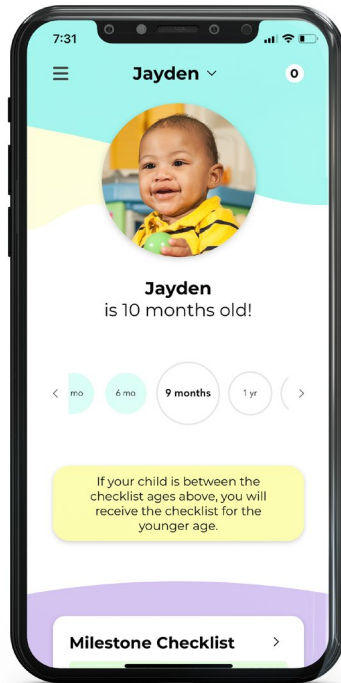 7:31
Jayden
0
Jayden
is 10 months old!
mo
6 mo
9 months
1 yr
If your child is between the
checklist ages above, you will
receive the checklist for the
younger age.
Milestone Checklist